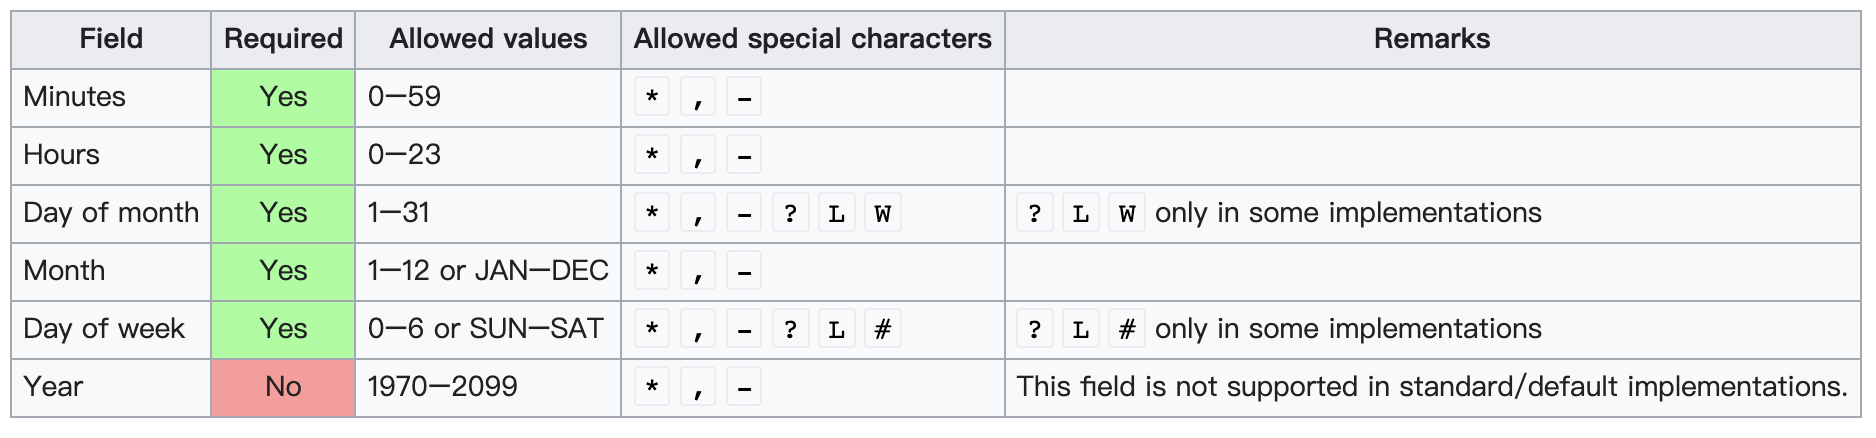 Field Required Allowed values Allowed special characters Remarks
Minutes Yes 0–59 * , -
Hours Yes 0–23 * , -
Day of month Yes 1–31 * , - ? L W ? L W only in some implementations
Month Yes 1–12 or JAN–DEC * , -
Day of week Yes 0–6 or SUN–SAT * , - ? L # ? L # only in some implementations
Year No 1970–2099 * , - This field is not supported in standard/default implementations.